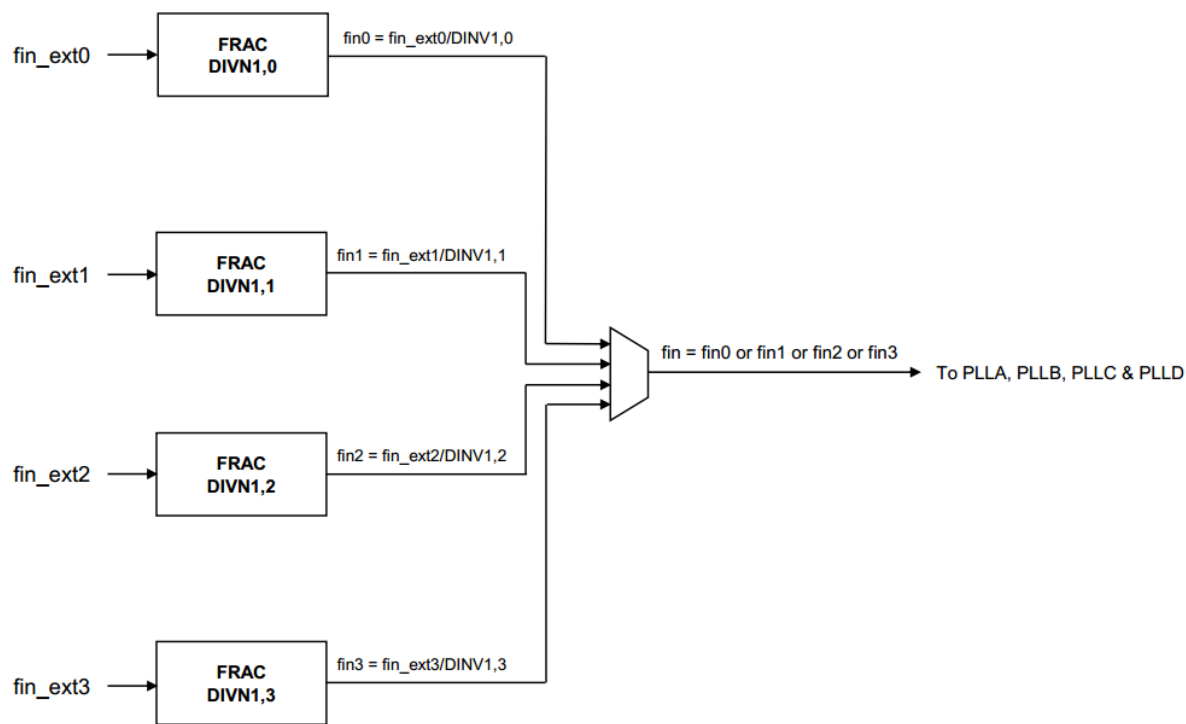 fin_ext0
FRAC
DIVN1,0
fin0 = fin_ext0/DINV1,0
fin_ext1
FRAC
DIVN1,1
fin1 = fin_ext1/DINV1,1
fin = fin0 or fin1 or fin2 or fin3
To PLLA, PLLB, PLLC & PLLD
fin_ext2
FRAC
DIVN1,2
fin2 = fin_ext2/DINV1,2
fin_ext3
FRAC
DIVN1,3
fin3 = fin_ext3/DINV1,3